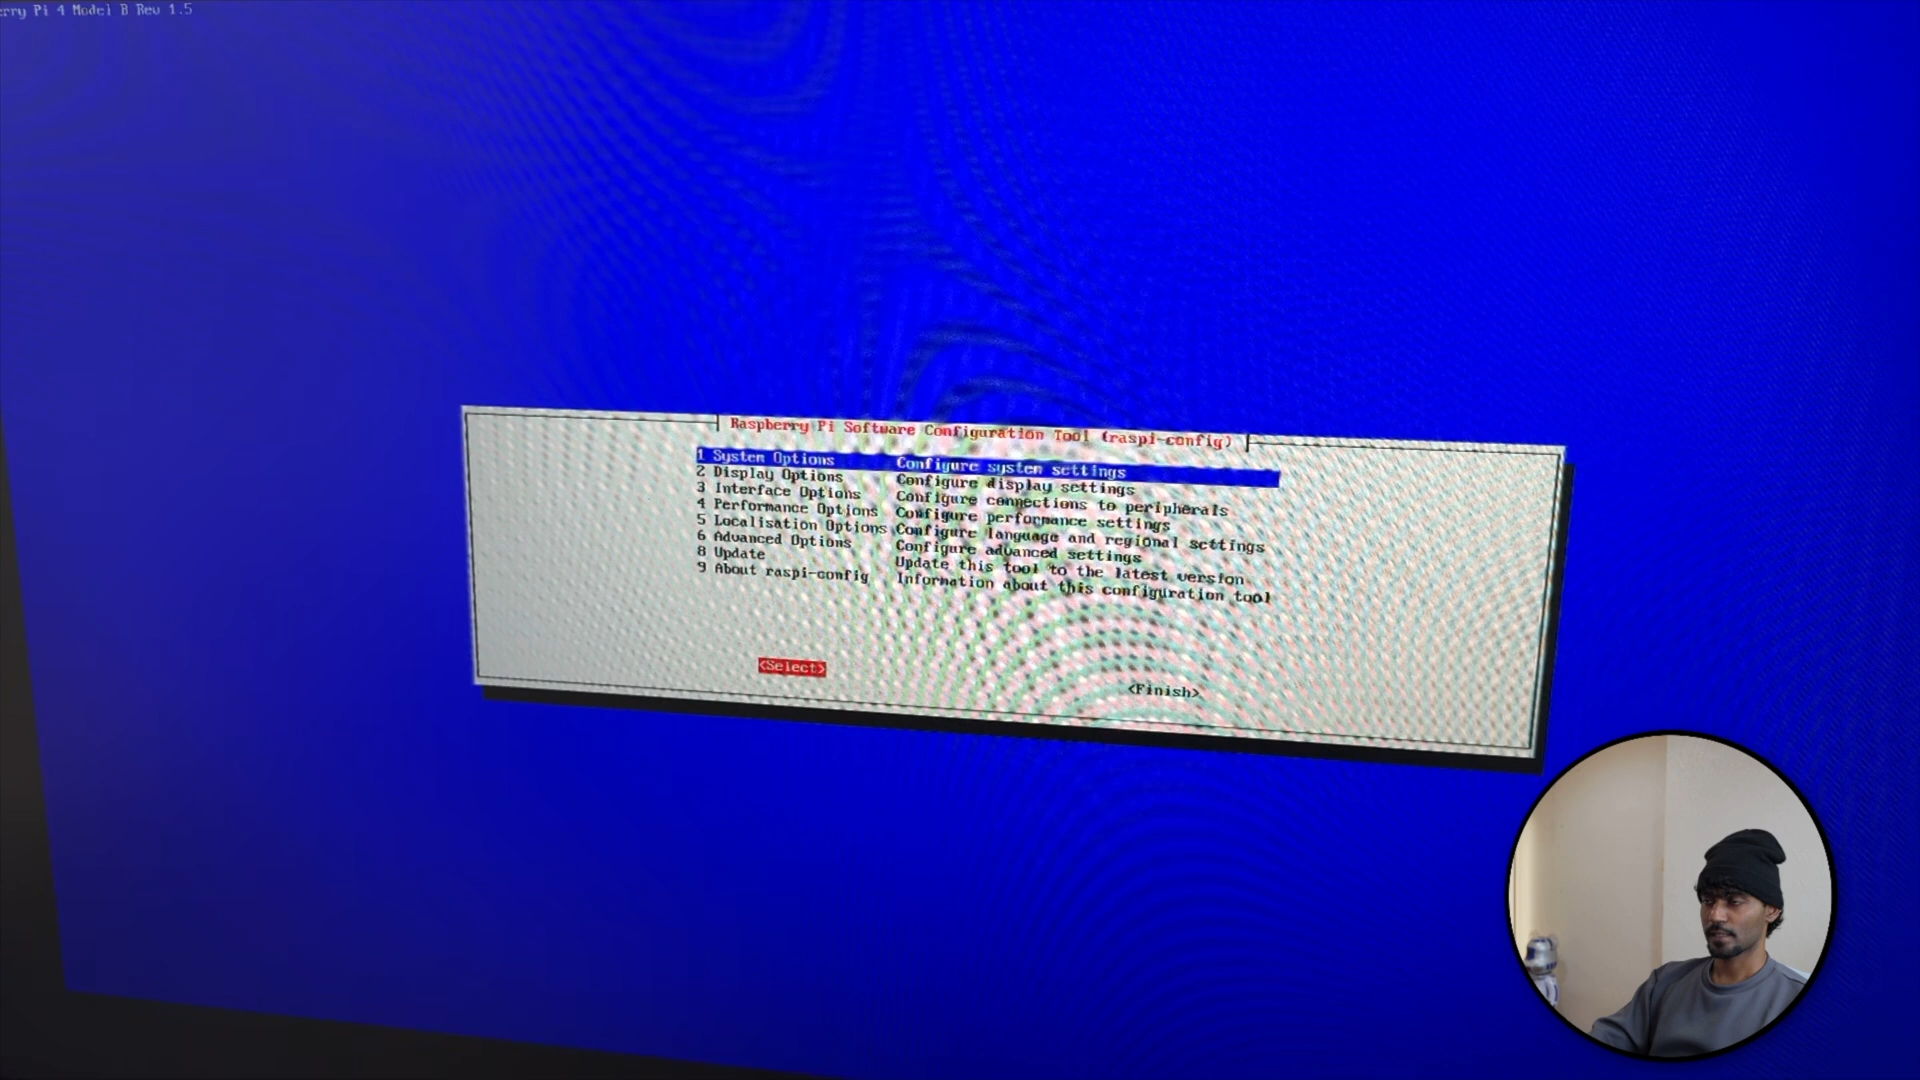 rry Pi 4 Model B Rev 1.5
Raspberry Pi Software Configuration Tool (raspi-config)
1 System Options Configure system settings
2 Display Options Configure display settings
3 Interface Options Configure connections to peripherals
4 Performance Options Configure performance settings
5 Localisation Options Configure language and regional settings
6 Advanced Options Configure advanced settings
8 Update Update this tool to the latest version
9 About raspi-config Information about this configuration tool
<Select> <Finish>